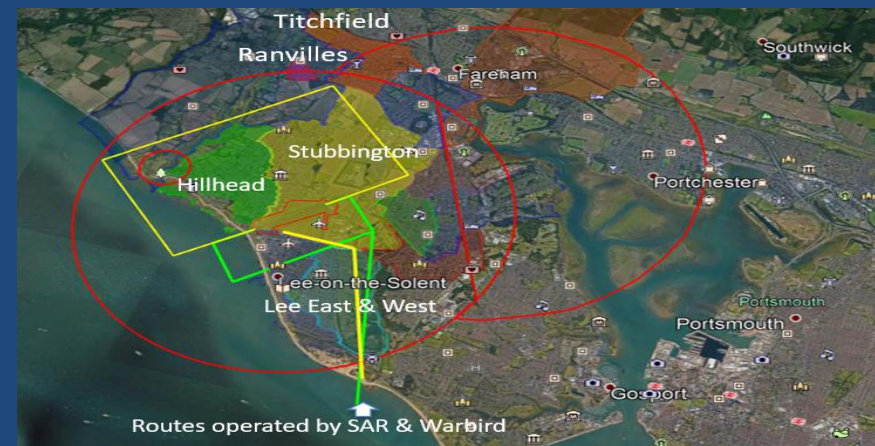 Titchfield
Ranvilles
Southwick
Fareham
Stubbington
Hillhead
Portchester
Lee-on-the-Solent
Lee East & West
Portsmouth
Portsmouth
Gosport
Routes operated by SAR & Warbird